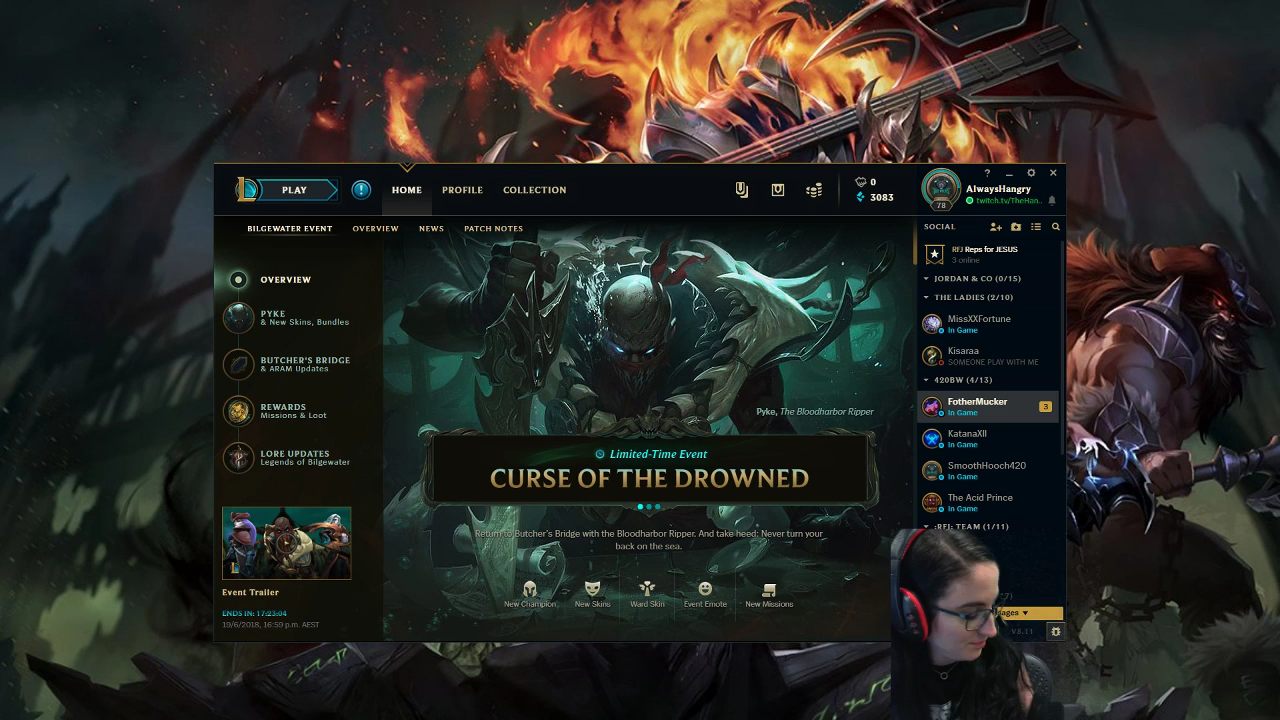 PLAY
HOME
PROFILE
COLLECTION
0
3083
?
AlwaysHangry
twitch.tv/TheHan..
78
BILGEWATER EVENT
OVERVIEW
NEWS
PATCH NOTES
SOCIAL
RFJ Reps for JESUS
3 online
JORDAN & CO (0/15)
THE LADIES (2/10)
MissXXFortune
In Game
Kisaraa
SOMEONE PLAY WITH ME
420BW (4/13)
FotherMucker
In Game
3
KatanaXII
In Game
SmoothHooch420
In Game
The Acid Prince
In Game
:RFJ: TEAM (1/11)
V8.11
OVERVIEW
PYKE
& New Skins, Bundles
BUTCHER'S BRIDGE
& ARAM Updates
REWARDS
Missions & Loot
LORE UPDATES
Legends of Bilgewater
Event Trailer
ENDS IN: 17:23:04
19/6/2018, 16:59 p.m. AEST
Pyke, The Bloodharbor Ripper
Limited-Time Event
CURSE OF THE DROWNED
Return to Butcher's Bridge with the Bloodharbor Ripper. And take heed: Never turn your
back on the sea.
New Champion
New Skins
Ward Skin
Event Emote
New Missions